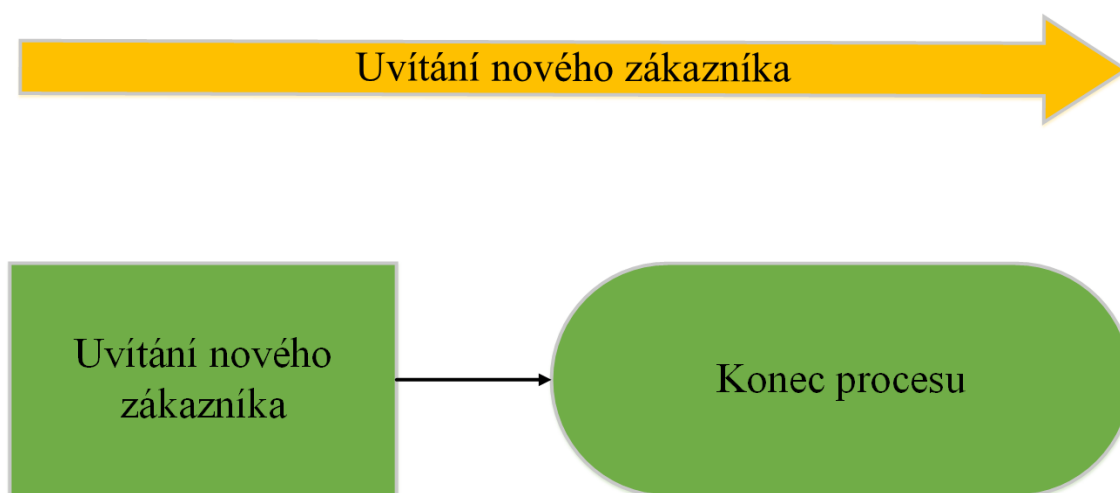 Uvítání nového zákazníka
Uvítání nového
zákazníka
Konec procesu